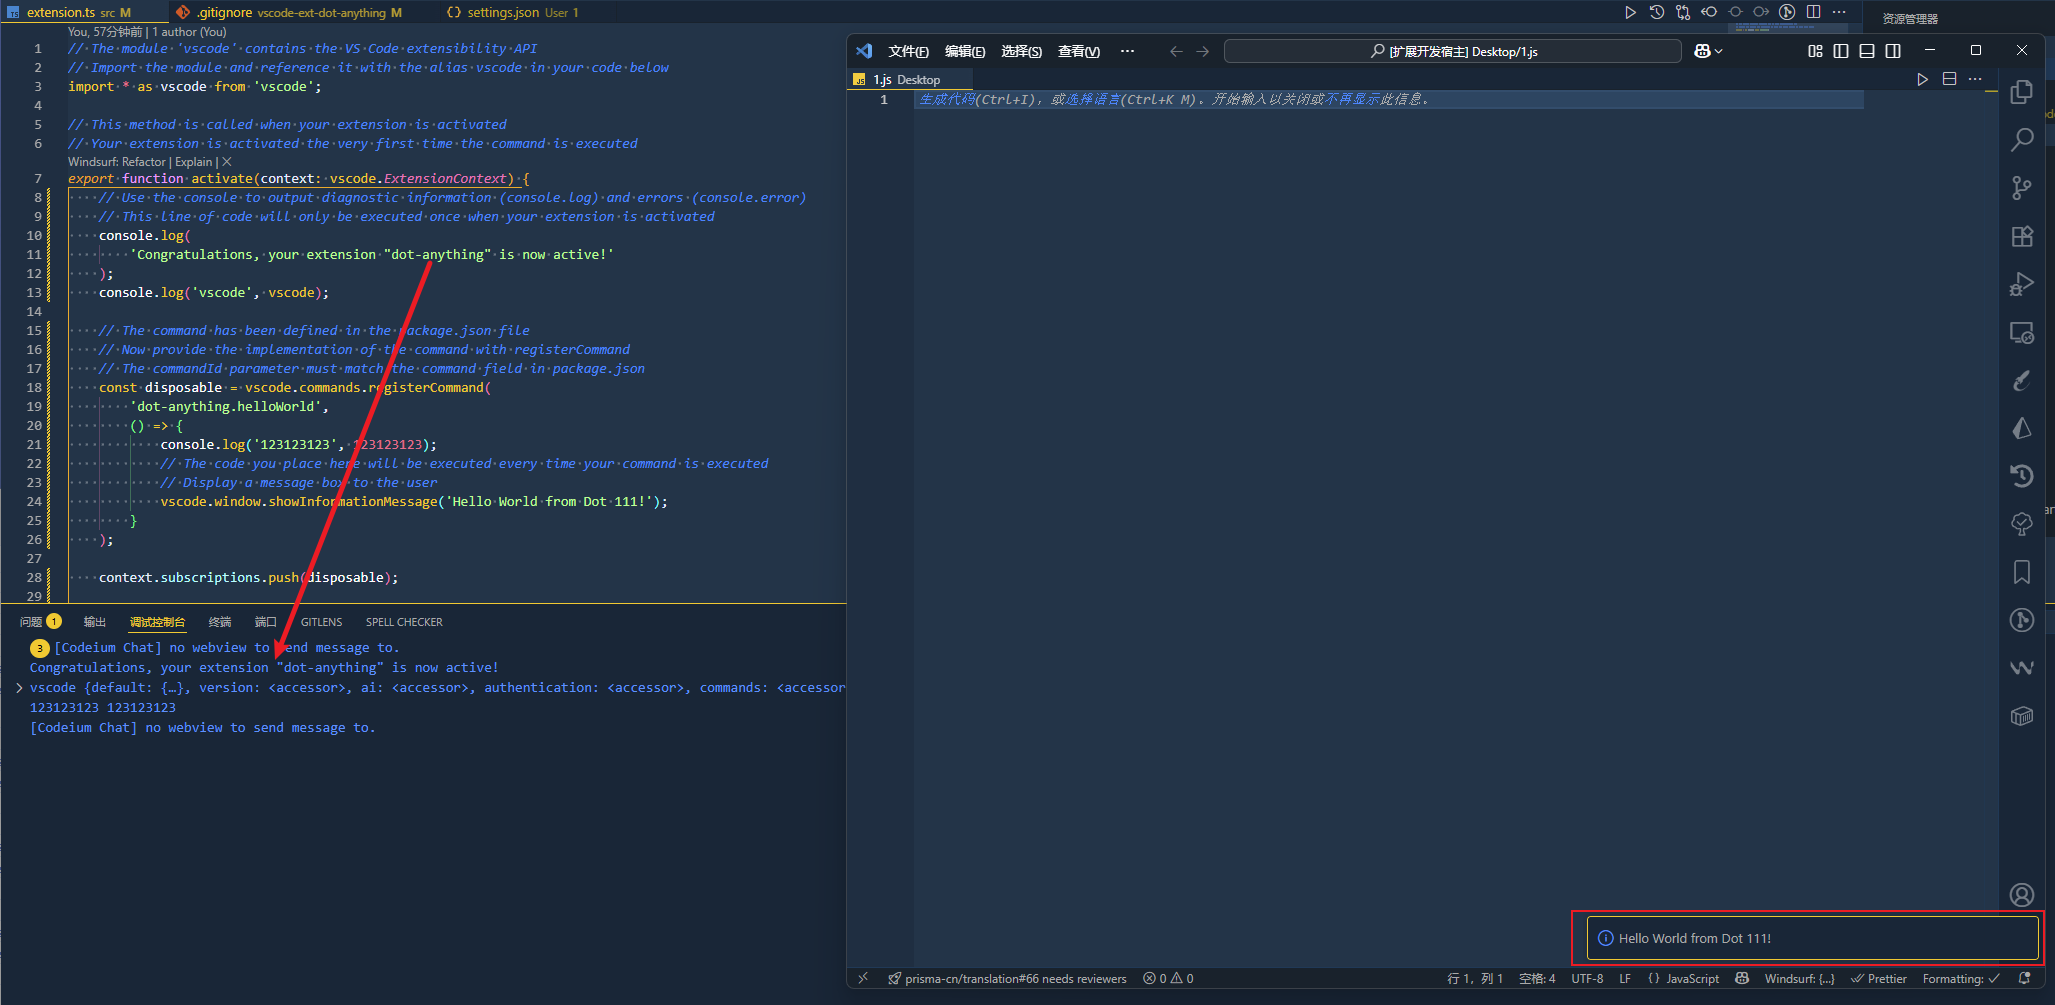 extension.ts src M
.gitignore vscode-ext-dot-anything M
settings.json User 1
资源管理器
You, 57分钟前 | 1 author (You)
1 // The module 'vscode' contains the VS Code extensibility API
2 // Import the module and reference it with the alias vscode in your code below
3 import * as vscode from 'vscode';
4
5 // This method is called when your extension is activated
6 // Your extension is activated the very first time the command is executed
Windsurf: Refactor | Explain | X
7 export function activate(context: vscode.ExtensionContext) {
8 // Use the console to output diagnostic information (console.log) and errors (console.error)
9 // This line of code will only be executed once when your extension is activated
10 console.log(
11 'Congratulations, your extension "dot-anything" is now active!'
12 );
13 console.log('vscode', vscode);
14
15 // The command has been defined in the package.json file
16 // Now provide the implementation of the command with registerCommand
17 // The commandId parameter must match the command field in package.json
18 const disposable = vscode.commands.registerCommand(
19 'dot-anything.helloWorld',
20 () => {
21 console.log('123123123', 123123123);
22 // The code you place here will be executed every time your command is executed
23 // Display a message box to the user
24 vscode.window.showInformationMessage('Hello World from Dot 111!');
25 }
26 );
27
28 context.subscriptions.push(disposable);
29
问题 1 输出 调试控制台 终端 端口 GITLENS SPELL CHECKER
3 [Codeium Chat] no webview to send message to.
Congratulations, your extension "dot-anything" is now active!
vscode {default: {…}, version: <accessor>, ai: <accessor>, authentication: <accessor>, commands: <accessor
123123123 123123123
[Codeium Chat] no webview to send message to.
文件(F) 编辑(E) 选择(S) 查看(V) ···
[扩展开发宿主] Desktop/1.js
JS 1.js Desktop
1 生成代码(Ctrl+I), 或选择语言(Ctrl+K M)。开始输入以关闭或不再显示此信息。
Hello World from Dot 111!
prisma-cn/translation#66 needs reviewers 0 0 行 1, 列 1 空格: 4 UTF-8 LF {} JavaScript Windsurf: {...} Prettier Formatting: ✓